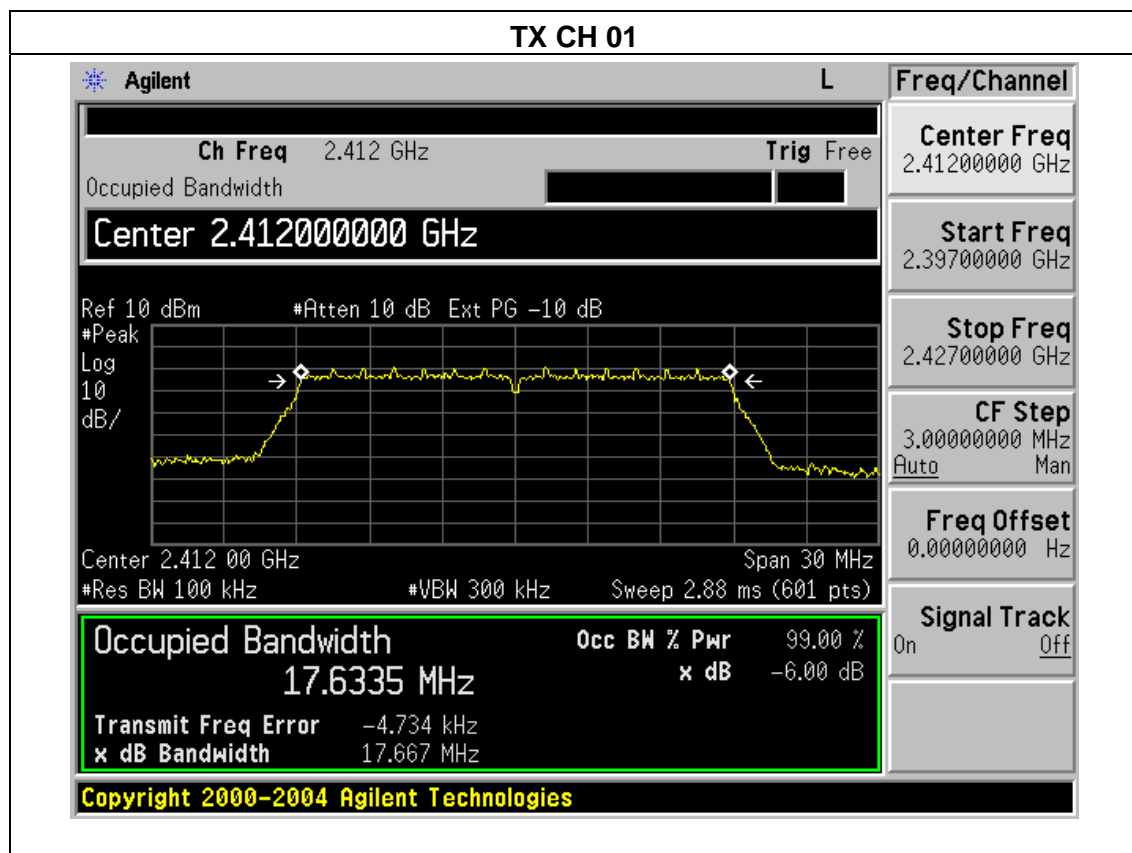 TX CH 01
Agilent L Freq/Channel
Ch Freq 2.412 GHz Trig Free
Occupied Bandwidth
Center 2.412000000 GHz
Ref 10 dBm #Atten 10 dB Ext PG -10 dB
#Peak
Log
10
dB/
Center 2.412 00 GHz Span 30 MHz
#Res BW 100 kHz #VBW 300 kHz Sweep 2.88 ms (601 pts)
Occupied Bandwidth Occ BW % Pwr 99.00 %
17.6335 MHz x dB -6.00 dB
Transmit Freq Error -4.734 kHz
x dB Bandwidth 17.667 MHz
Copyright 2000-2004 Agilent Technologies
Center Freq
2.41200000 GHz
Start Freq
2.39700000 GHz
Stop Freq
2.42700000 GHz
CF Step
3.00000000 MHz
Auto Man
Freq Offset
0.00000000 Hz
Signal Track
On Off